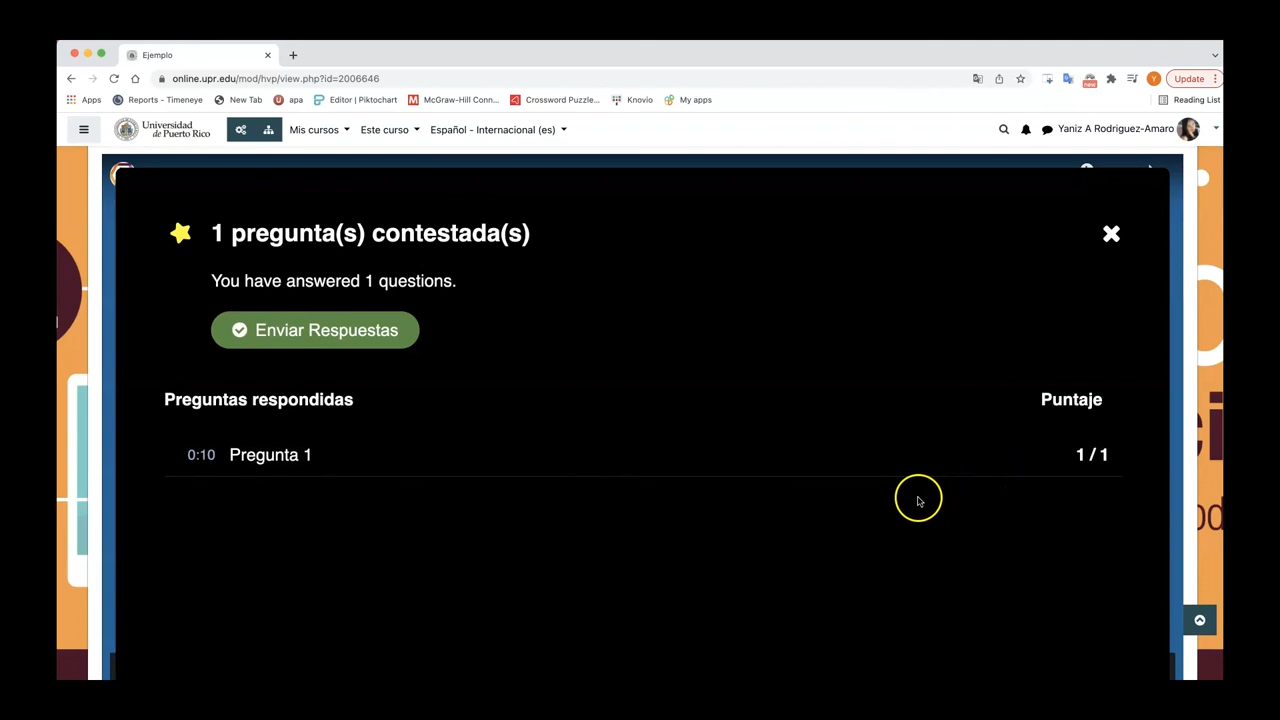 Ejemplo
online.upr.edu/mod/hvp/view.php?id=2006646
Update
Apps
Reports - Timeneye
New Tab
apa
Editor | Piktochart
McGraw-Hill Conn...
Crossword Puzzle...
Knovio
My apps
Reading List
new
Universidad
de Puerto Rico
Mis cursos
Este curso
Español - Internacional (es)
Yaniz A Rodriguez-Amaro
1 pregunta(s) contestada(s)
You have answered 1 questions.
Enviar Respuestas
Preguntas respondidas
Puntaje
0:10 Pregunta 1
1 / 1